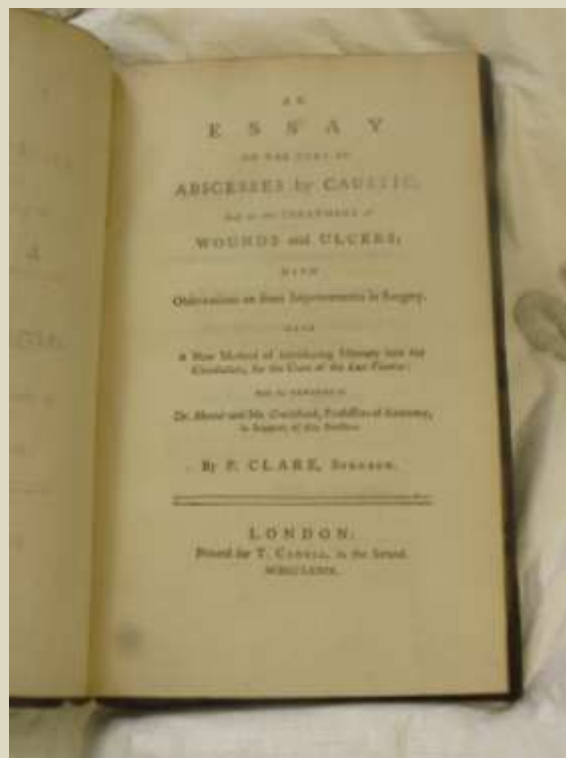 AN
ESSAY
ON THE CURE OF
ABSCESSES by CAUSTIC,
And on the TREATMENT of
WOUNDS and ULCERS;
WITH
Observations on some Improvements in Surgery.
A New Method of introducing Mercury into the
Circulation, for the Cure of the Lues Venerea:
Dr. and Mr. Cruikshank, Professors of Anatomy,
in Support of this Practice.
By P. CLARE, SURGEON.
LONDON:
Printed for T. CADELL, in the Strand.
MDCCLXXIX.